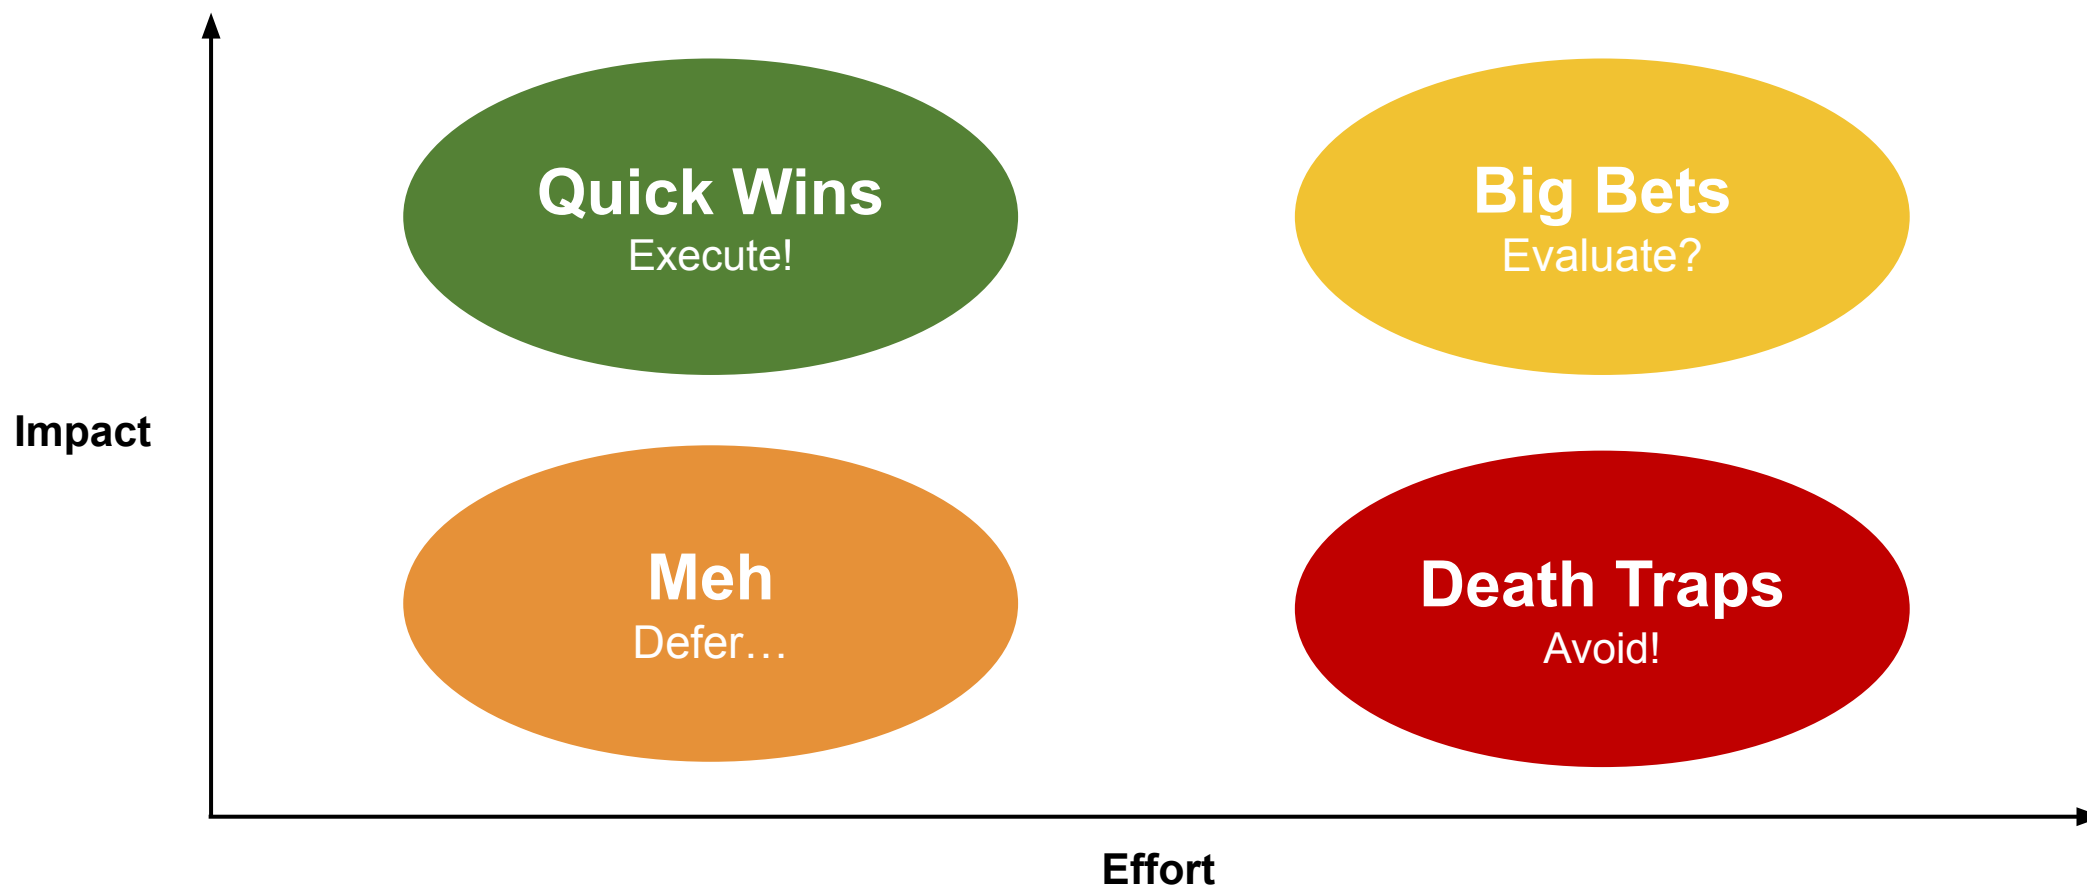 Quick Wins
Execute!
Big Bets
Evaluate?
Impact
Meh
Defer…
Death Traps
Avoid!
Effort